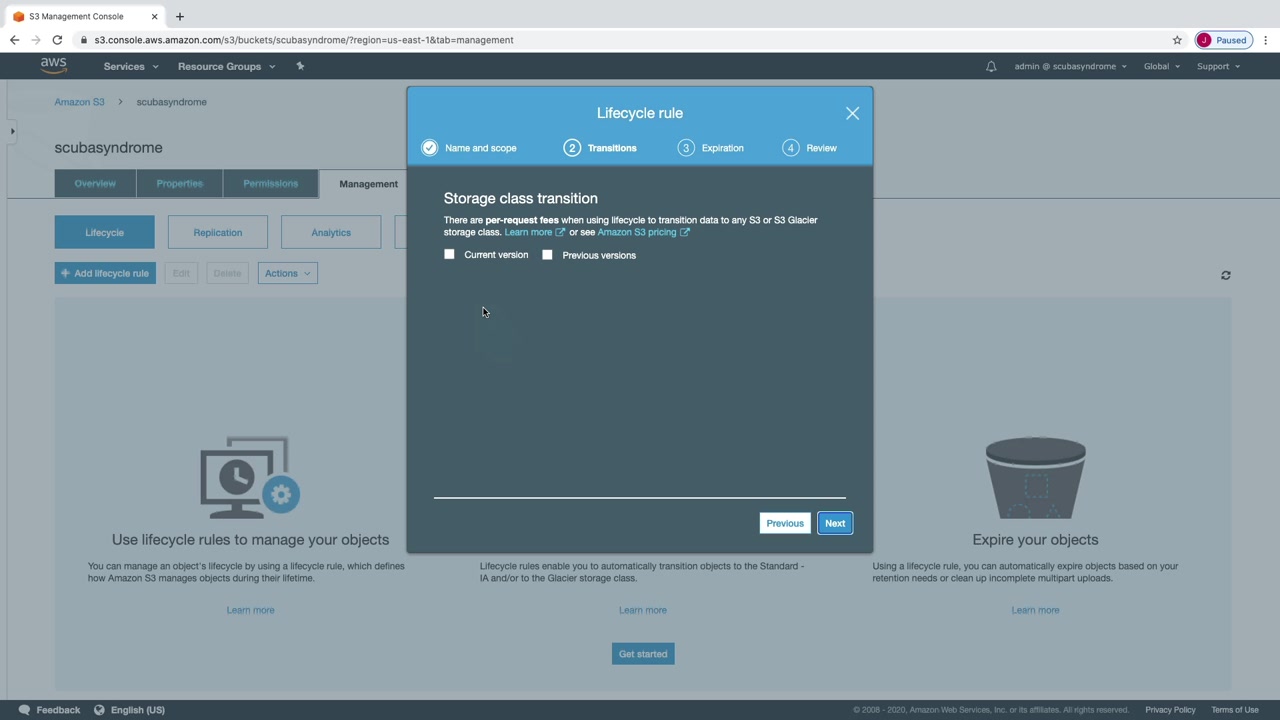 S3 Management Console
s3.console.aws.amazon.com/s3/buckets/scubasyndrome/?region=us-east-1&tab=management
J Paused
aws Services Resource Groups admin @ scubasyndrome Global Support
Amazon S3 > scubasyndrome
scubasyndrome
Overview Properties Permissions Management
Lifecycle Replication Analytics
+ Add lifecycle rule Edit Delete Actions
Lifecycle rule
Name and scope 2 Transitions 3 Expiration 4 Review
Storage class transition
There are per-request fees when using lifecycle to transition data to any S3 or S3 Glacier
storage class. Learn more or see Amazon S3 pricing
Current version Previous versions
Previous Next
Use lifecycle rules to manage your objects
You can manage an object's lifecycle by using a lifecycle rule, which defines
how Amazon S3 manages objects during their lifetime.
Learn more
Lifecycle rules enable you to automatically transition objects to the Standard -
IA and/or to the Glacier storage class.
Learn more
Expire your objects
Using a lifecycle rule, you can automatically expire objects based on your
retention needs or clean up incomplete multipart uploads.
Learn more
Get started
Feedback English (US) © 2008 - 2020, Amazon Web Services, Inc. or its affiliates. All rights reserved. Privacy Policy Terms of Use